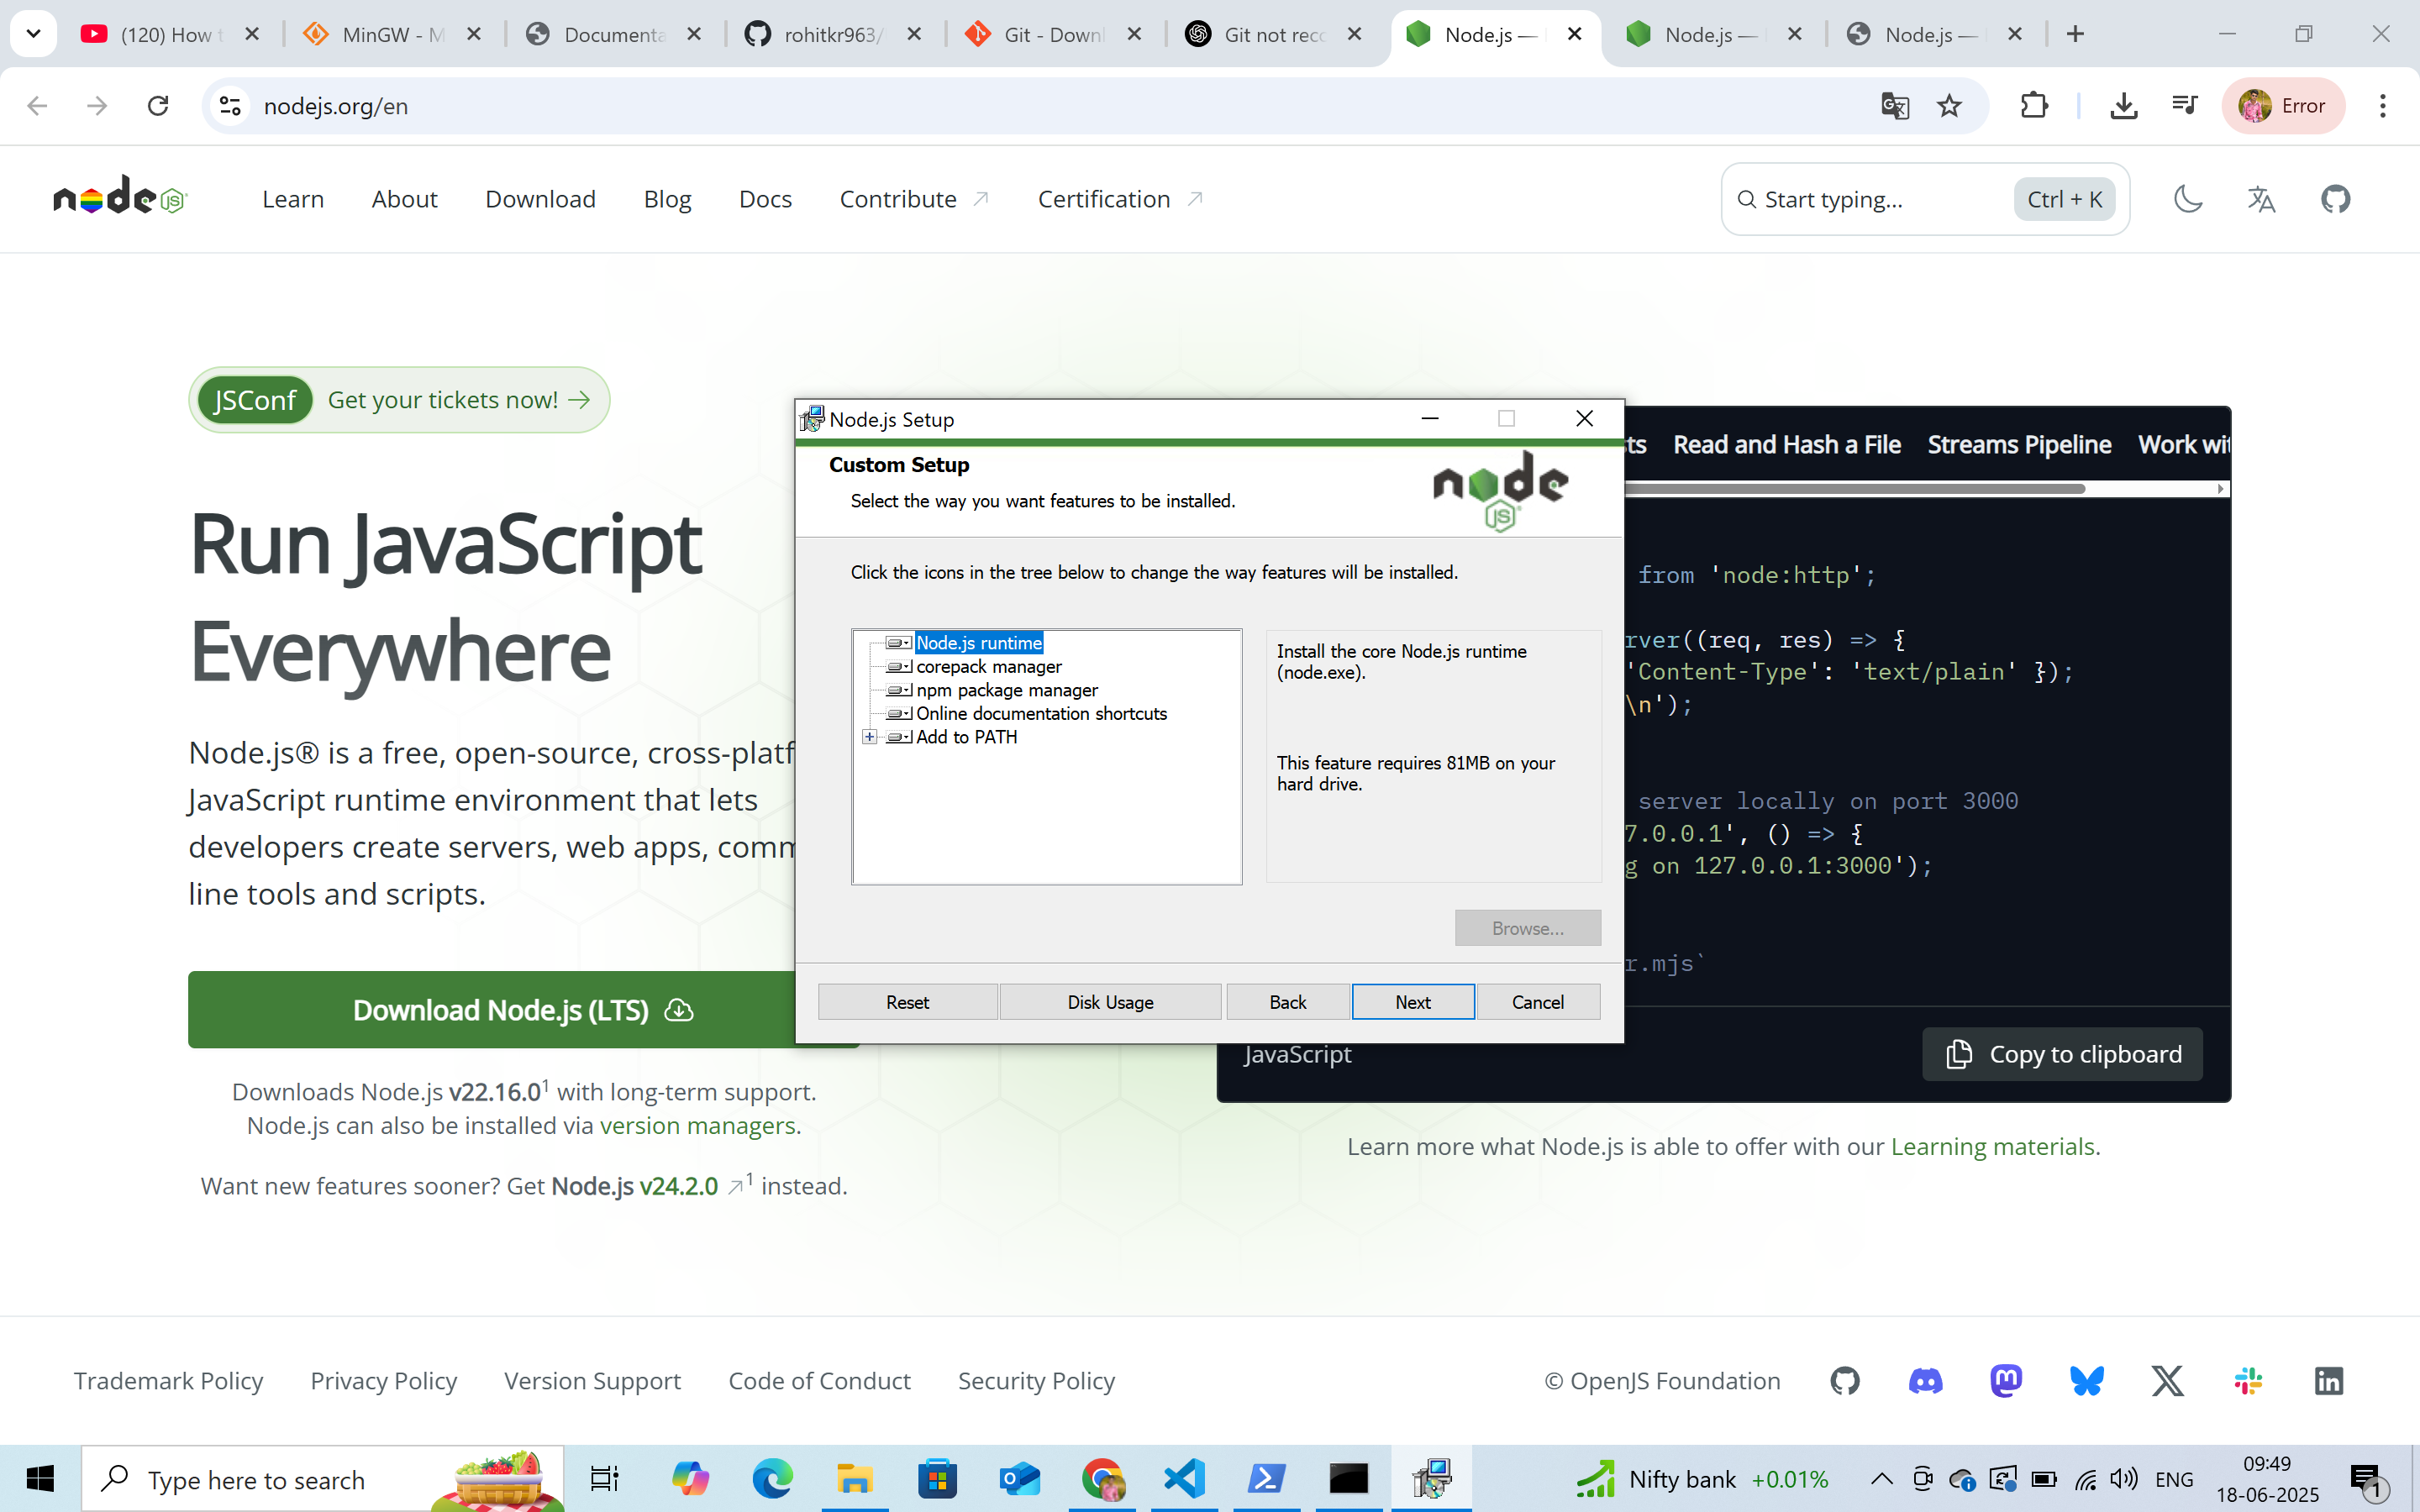 (120) How t
MinGW - M
Documenta
rohitkr963/
Git - Downl
Git not reco
Node.js —
Node.js —
Node.js —
nodejs.org/en
Error
node JS
Learn
About
Download
Blog
Docs
Contribute
Certification
Start typing...
Ctrl + K
JSConf
Get your tickets now!
Run JavaScript
Everywhere
Node.js® is a free, open-source, cross-platf
JavaScript runtime environment that lets
developers create servers, web apps, comm
line tools and scripts.
Download Node.js (LTS)
Downloads Node.js v22.16.0¹ with long-term support.
Node.js can also be installed via version managers.
Want new features sooner? Get Node.js v24.2.0 ¹ instead.
Node.js Setup
Custom Setup
Select the way you want features to be installed.
node JS
Click the icons in the tree below to change the way features will be installed.
Node.js runtime
corepack manager
npm package manager
Online documentation shortcuts
Add to PATH
Install the core Node.js runtime
(node.exe).
This feature requires 81MB on your
hard drive.
Browse...
Reset
Disk Usage
Back
Next
Cancel
ts
Read and Hash a File
Streams Pipeline
Work wit
from 'node:http';
rver((req, res) => {
'Content-Type': 'text/plain' });
\n');
server locally on port 3000
7.0.0.1', () => {
g on 127.0.0.1:3000');
r.mjs`
JavaScript
Copy to clipboard
Learn more what Node.js is able to offer with our Learning materials.
Trademark Policy
Privacy Policy
Version Support
Code of Conduct
Security Policy
© OpenJS Foundation
Type here to search
Nifty bank +0.01%
ENG
09:49
18-06-2025
1